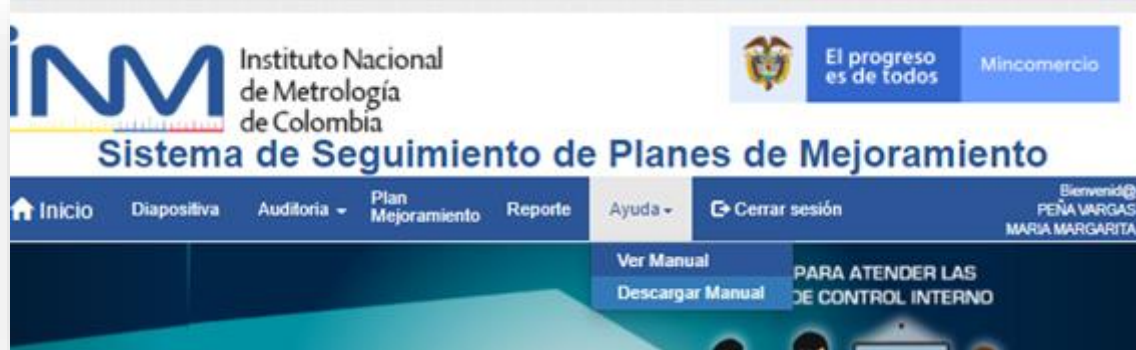 iNM
Instituto Nacional
de Metrología
de Colombia
El progreso
es de todos
Mincomercio
Sistema de Seguimiento de Planes de Mejoramiento
Inicio
Diapositiva
Auditoria
Plan
Mejoramiento
Reporte
Ayuda
Cerrar sesión
Bienvenid@
PEÑA VARGAS
MARIA MARGARITA
Ver Manual
Descargar Manual
PARA ATENDER LAS
DE CONTROL INTERNO